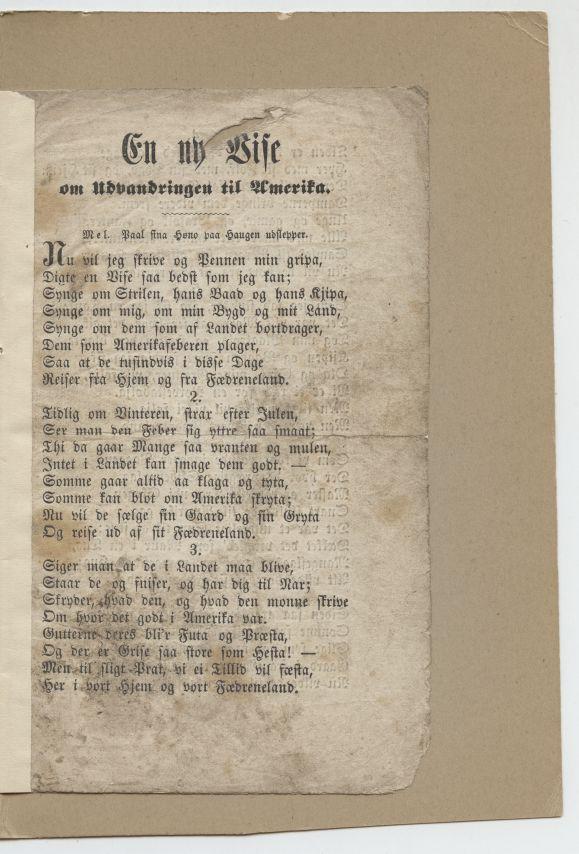 En ny Vise
om Udvandringen til Amerika.
Mel. Paal sina Høno paa Haugen udslepper.
Nu vil jeg skrive og Pennen min gripa,
Digte en Vise saa bedst som jeg kan;
Synge om Strilen, hans Baad og hans Kjipa,
Synge om mig, om min Bygd og mit Land,
Synge om dem som af Landet bortdräger,
Dem som Amerikafeberen plager,
Saa at de tusindvis i disse Dage
Reiser fra Hjem og fra Fædreneland.
2.
Tidlig om Vinteren, strax efter Julen,
Ser man den Feber sig yttre saa smaat;
Thi da gaar Mange saa vranten og mulen,
Intet i Landet kan smage dem godt. —
Somme gaar altid aa klaga og tyta,
Somme kan blot om Amerika skryta;
Nu vil de sælge sin Gaard og sin Gryta
Og reise ud af sit Fædreneland.
3.
Siger man at de i Landet maa blive,
Staar de og fniser, og har dig til Nar;
Skryder, hvad den, og hvad den monne skrive
Om hvor det godt i Amerika var.
Gutterne deres bli'r Futa og Præsta,
Og der er Grise saa store som Hesta! —
Men til sligt Prat, vi ei Tillid vil fæsta,
Her i vort Hjem og vort Fædreneland.